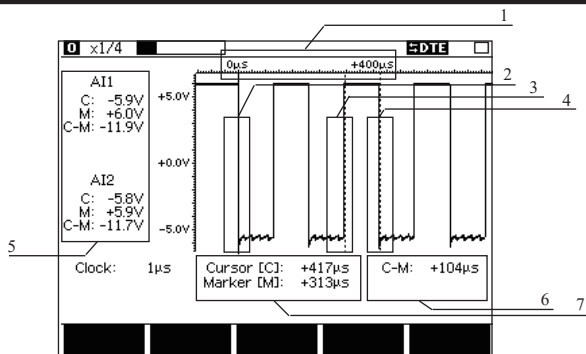 1
0 x1/4 DTE
0µs +400µs
2
3
4
AI1
C: -5.9V
M: +6.0V
C-M: -11.9V
AI2
C: -5.8V
M: +5.9V
C-M: -11.7V
+5.0V
+0.0V
-5.0V
5
Clock: 1µs
Cursor [C]: +417µs
Marker [M]: +313µs
C-M: +104µs
6
7